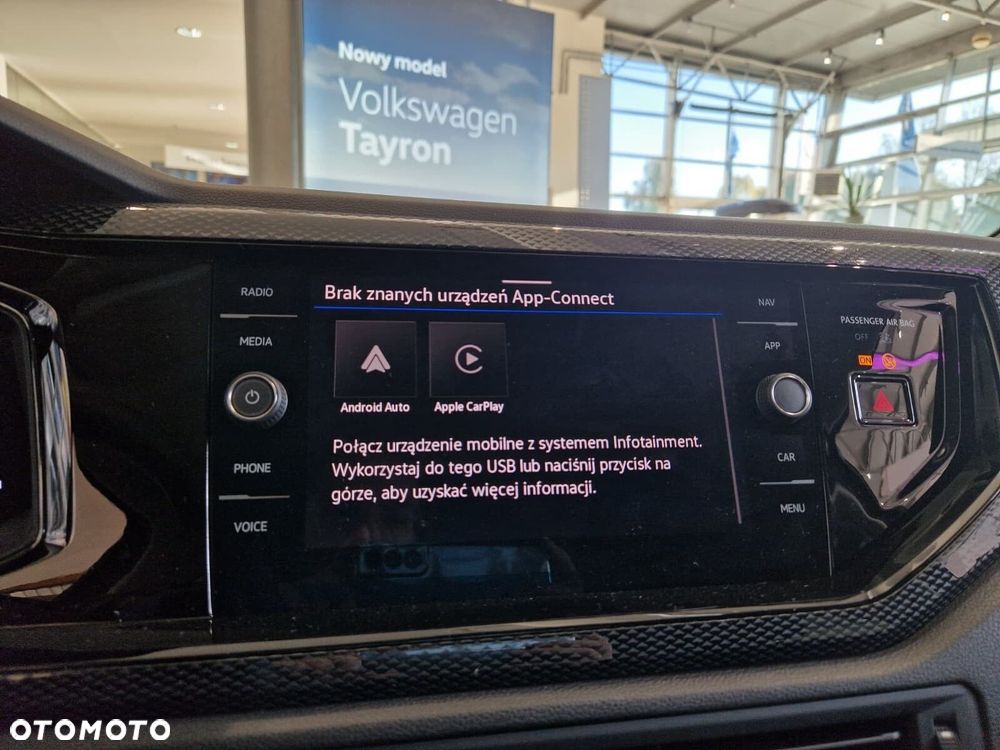 Nowy model
Volkswagen
Tayron
RADIO
MEDIA
PHONE
VOICE
Brak znanych urządzeń App-Connect
Android Auto
Apple CarPlay
Połącz urządzenie mobilne z systemem Infotainment.
Wykorzystaj do tego USB lub naciśnij przycisk na
górze, aby uzyskać więcej informacji.
NAV
APP
CAR
MENU
PASSENGER AIR BAG
OFF
ON
OTOMOTO